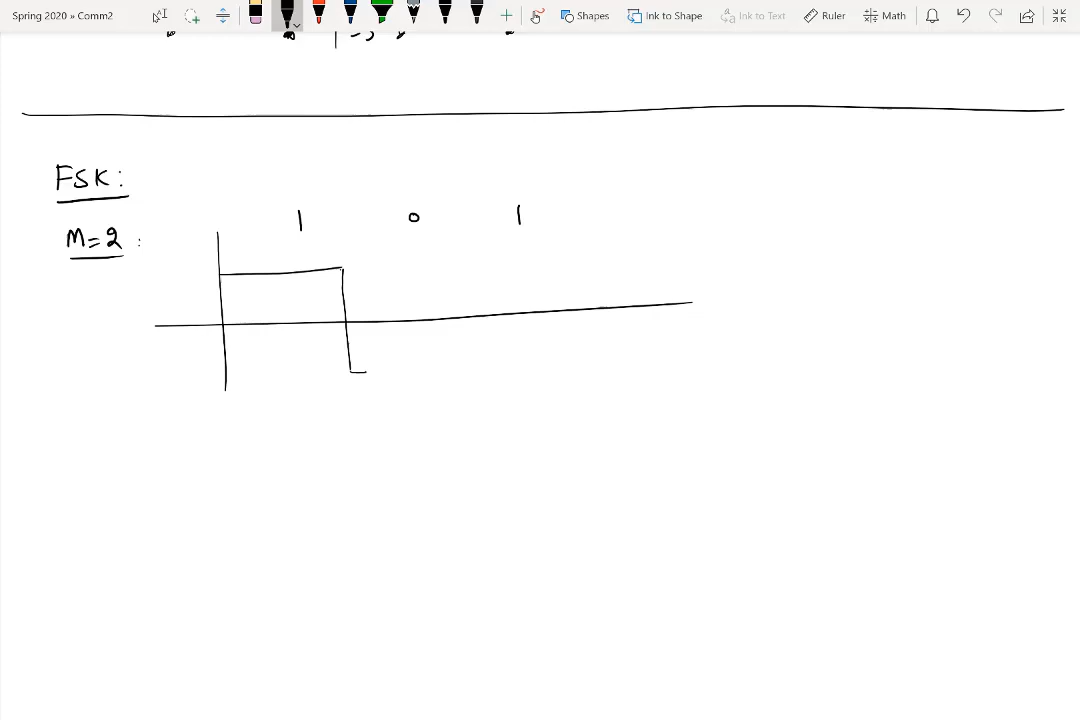 Spring 2020 » Comm2
Shapes
Ink to Shape
Ink to Text
Ruler
Math
FSK:
1 0 1
M=2 :